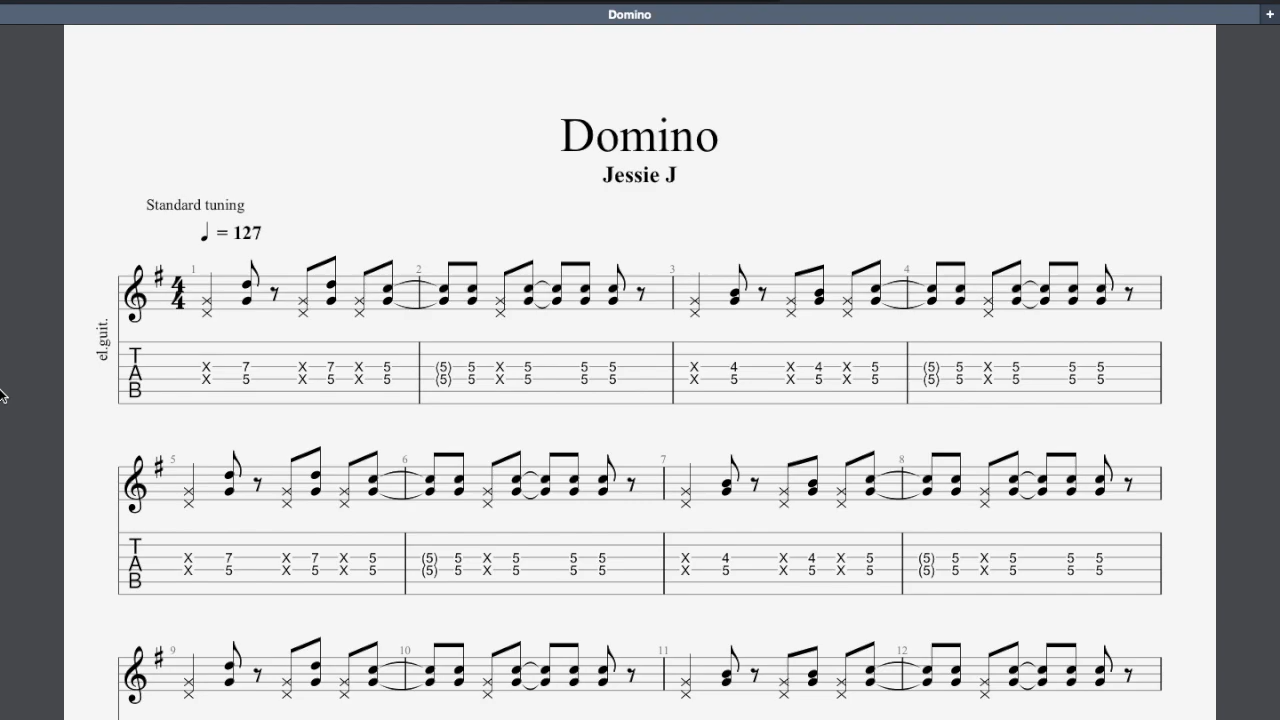 Domino
+
Domino
Jessie J
Standard tuning
♩ = 127
1 2 3 4
4
4
el.guit.
T X 7 X 7 X 5 (5) 5 X 5 5 5 X 4 X 4 X 5 (5) 5 X 5 5 5
A X 5 X 5 X 5 (5) 5 X 5 5 5 X 5 X 5 X 5 (5) 5 X 5 5 5
B
5 6 7 8
T X 7 X 7 X 5 (5) 5 X 5 5 5 X 4 X 4 X 5 (5) 5 X 5 5 5
A X 5 X 5 X 5 (5) 5 X 5 5 5 X 5 X 5 X 5 (5) 5 X 5 5 5
B
9 10 11 12